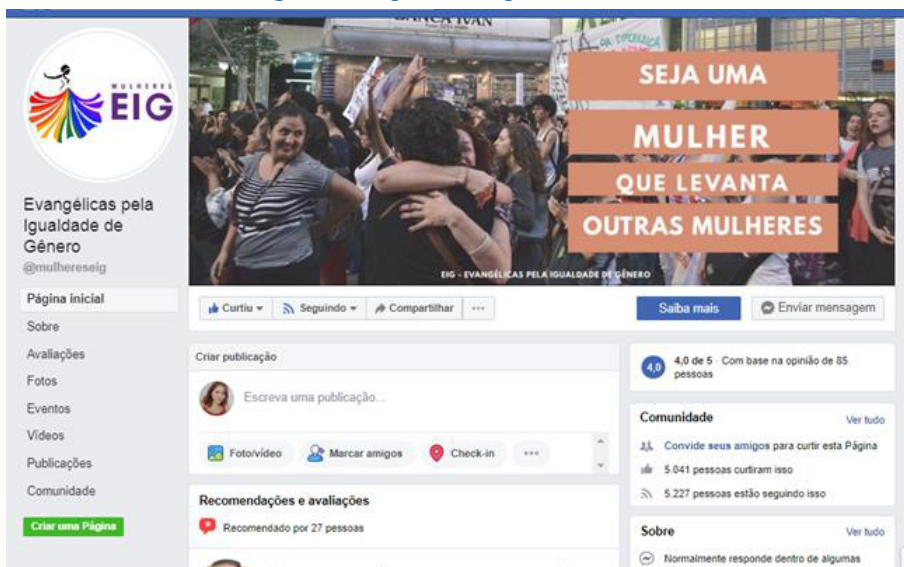 MULHERES
EIG
Evangélicas pela
Igualdade de
Gênero
@mulhereseig
Página inicial
Sobre
Avaliações
Fotos
Eventos
Vídeos
Publicações
Comunidade
Criar uma Página
BANCA IVAN
SEJA UMA
MULHER
QUE LEVANTA
OUTRAS MULHERES
EIG - EVANGÉLICAS PELA IGUALDADE DE GÊNERO
Curtiu
Seguindo
Compartilhar
Saiba mais
Enviar mensagem
Criar publicação
Escreva uma publicação...
Foto/vídeo
Marcar amigos
Check-in
Recomendações e avaliações
Recomendado por 27 pessoas
4,0
4,0 de 5 · Com base na opinião de 85
pessoas
Comunidade
Ver tudo
Convide seus amigos para curtir esta Página
5.041 pessoas curtiram isso
5.227 pessoas estão seguindo isso
Sobre
Ver tudo
Normalmente responde dentro de algumas